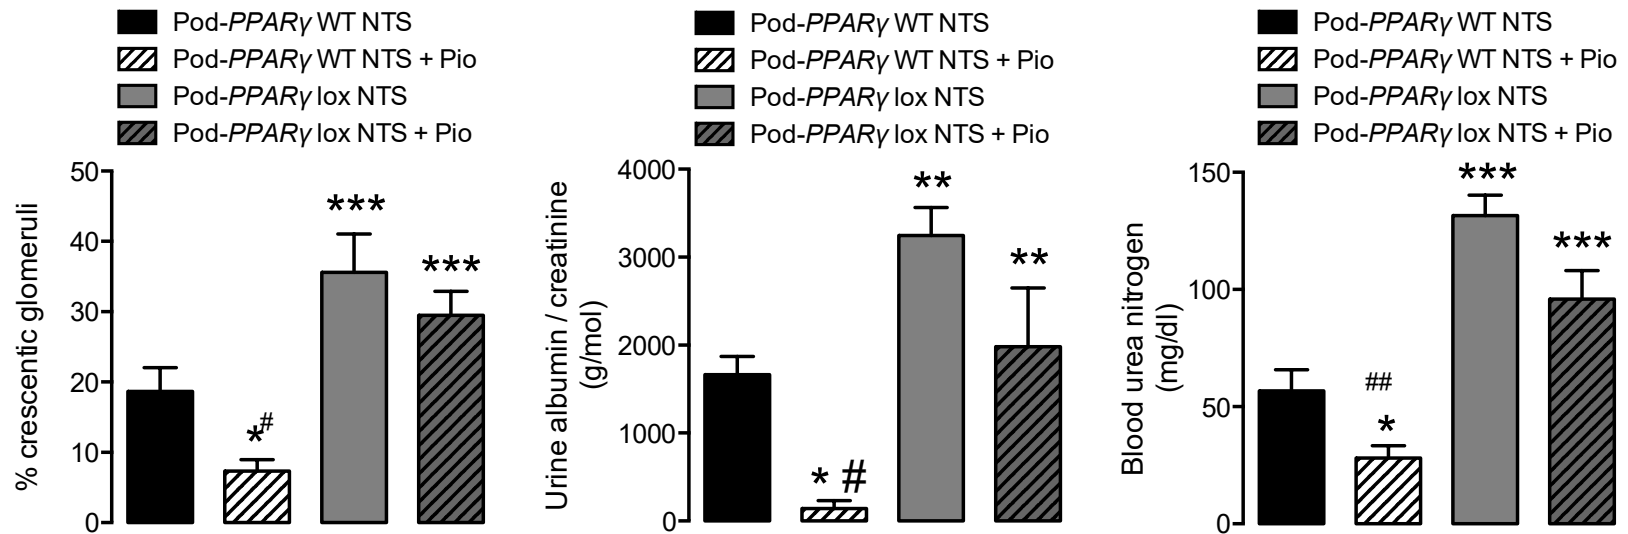 Pod-PPARγ WT NTS
Pod-PPARγ WT NTS + Pio
Pod-PPARγ lox NTS
Pod-PPARγ lox NTS + Pio
% crescentic glomeruli
50
40
30
20
10
0
*#
***
***
Pod-PPARγ WT NTS
Pod-PPARγ WT NTS + Pio
Pod-PPARγ lox NTS
Pod-PPARγ lox NTS + Pio
Urine albumin / creatinine
(g/mol)
4000
3000
2000
1000
0
* #
**
**
Pod-PPARγ WT NTS
Pod-PPARγ WT NTS + Pio
Pod-PPARγ lox NTS
Pod-PPARγ lox NTS + Pio
Blood urea nitrogen
(mg/dl)
150
100
50
0
##
*
***
***